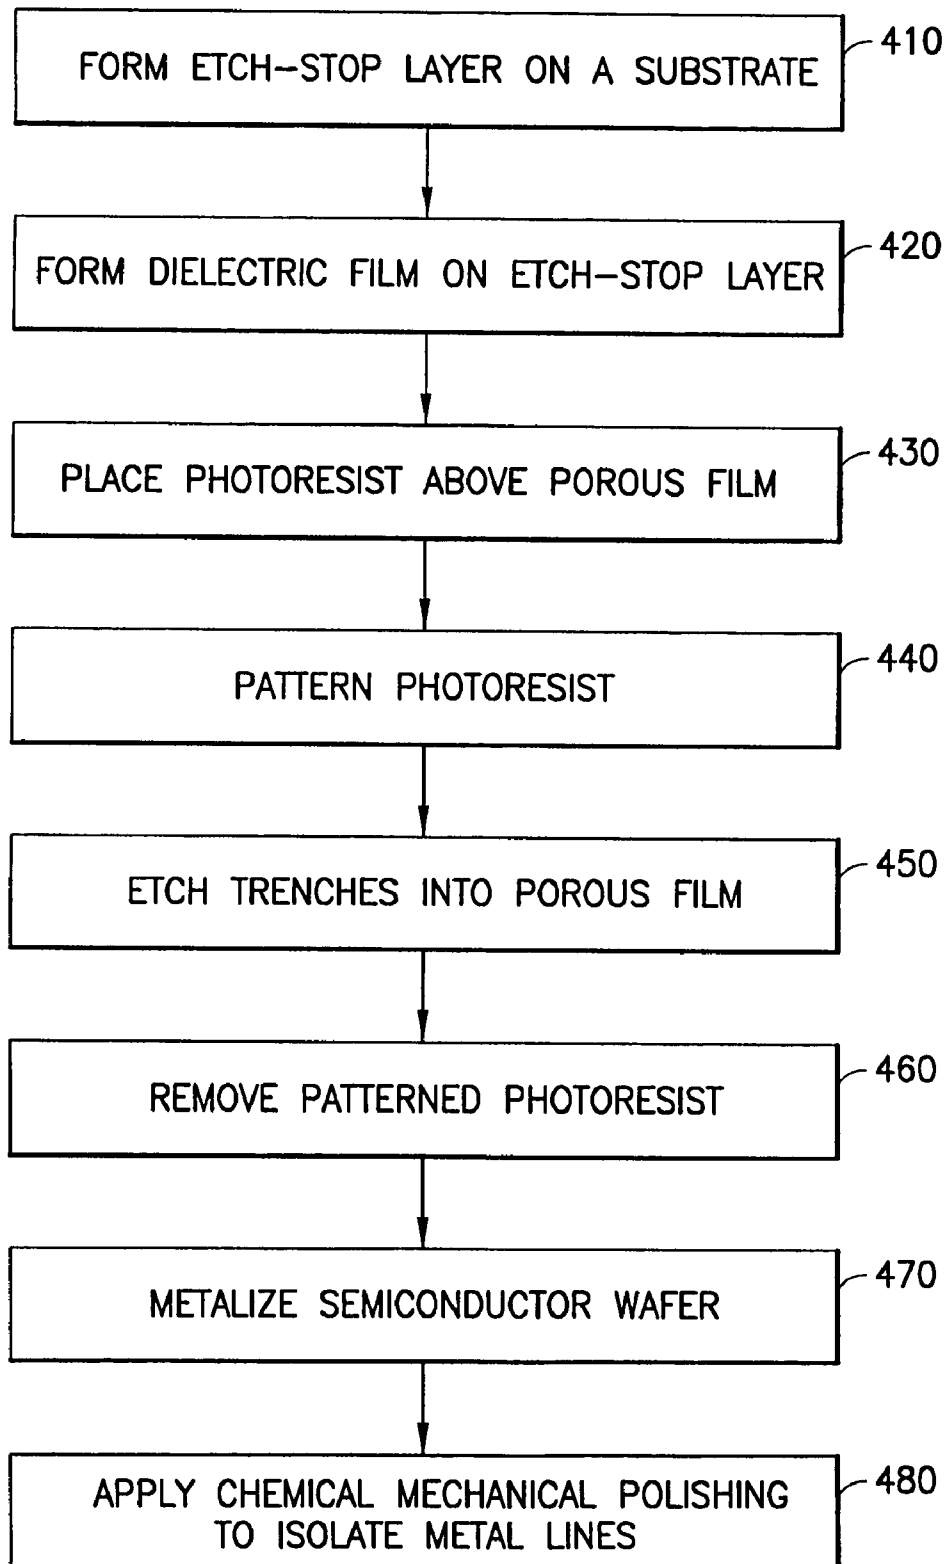 FORM ETCH-STOP LAYER ON A SUBSTRATE
410
FORM DIELECTRIC FILM ON ETCH-STOP LAYER
420
PLACE PHOTORESIST ABOVE POROUS FILM
430
PATTERN PHOTORESIST
440
ETCH TRENCHES INTO POROUS FILM
450
REMOVE PATTERNED PHOTORESIST
460
METALIZE SEMICONDUCTOR WAFER
470
APPLY CHEMICAL MECHANICAL POLISHING
TO ISOLATE METAL LINES
480